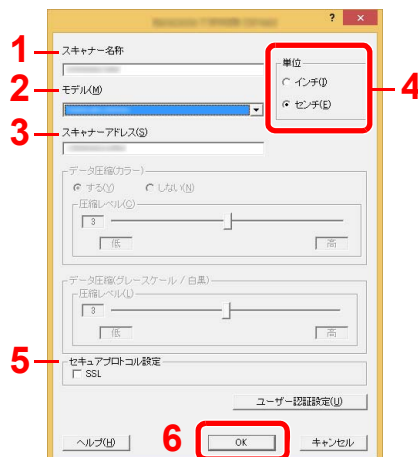 ? ×
1 スキャナー名称
単位
インチ(I)
センチ(E)
4
2 モデル(M)
3 スキャナーアドレス(S)
データ圧縮(カラー)
する(Y) しない(N)
圧縮レベル(C)
3
低 高
データ圧縮(グレースケール / 白黒)
圧縮レベル(L)
3
低 高
5 セキュアプロトコル設定
SSL
ユーザー認証設定(U)
ヘルプ(H) 6 OK キャンセル